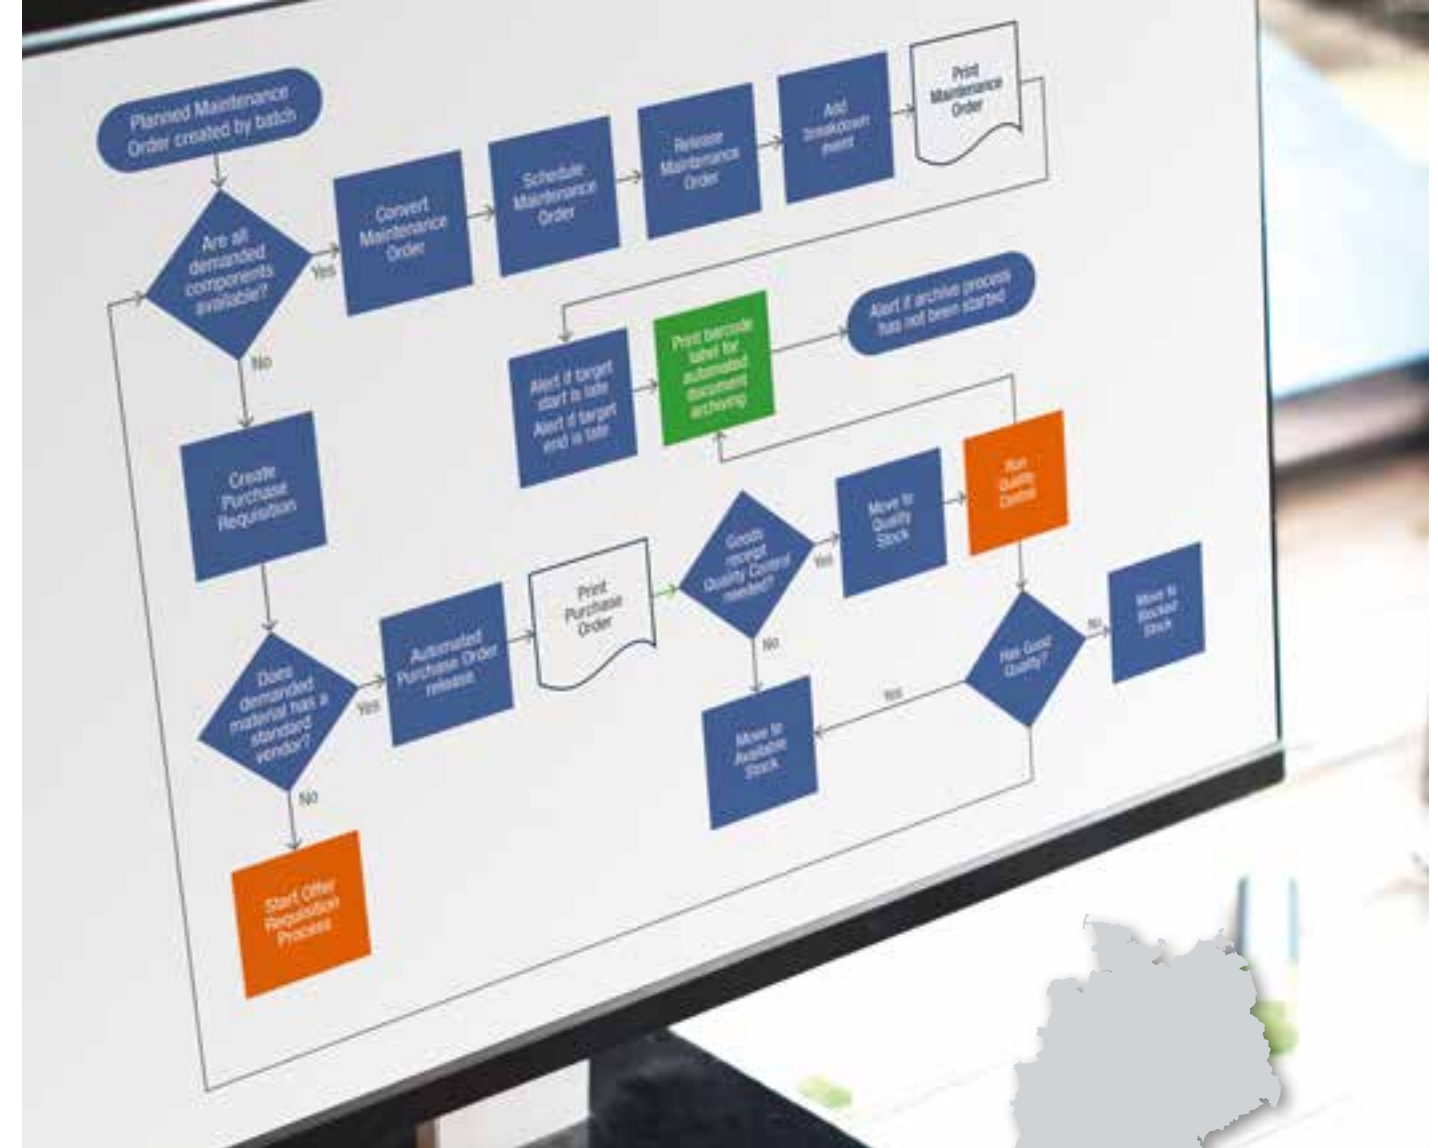 Planned Maintenance
Order created by batch
Are all
demanded
components
available?
Yes
No
Convert
Maintenance
Order
Schedule
Maintenance
Order
Release
Maintenance
Order
Add
breakdown
event
Print
Maintenance
Order
Alert if target
start is late
Alert if target
end is late
Print barcode
label for
automated
document
archiving
Alert if archive process
has not been started
Create
Purchase
Requisition
Does
demanded
material has a
standard
vendor?
Yes
No
Automated
Purchase Order
release
Print
Purchase
Order
Goods
receipt
Quality Control
needed?
Yes
No
Move to
Quality
Stock
Run
Quality
Control
Has Good
Quality?
No
Yes
Move to
Blocked
Stock
Move to
Available
Stock
Start Offer
Requisition
Process